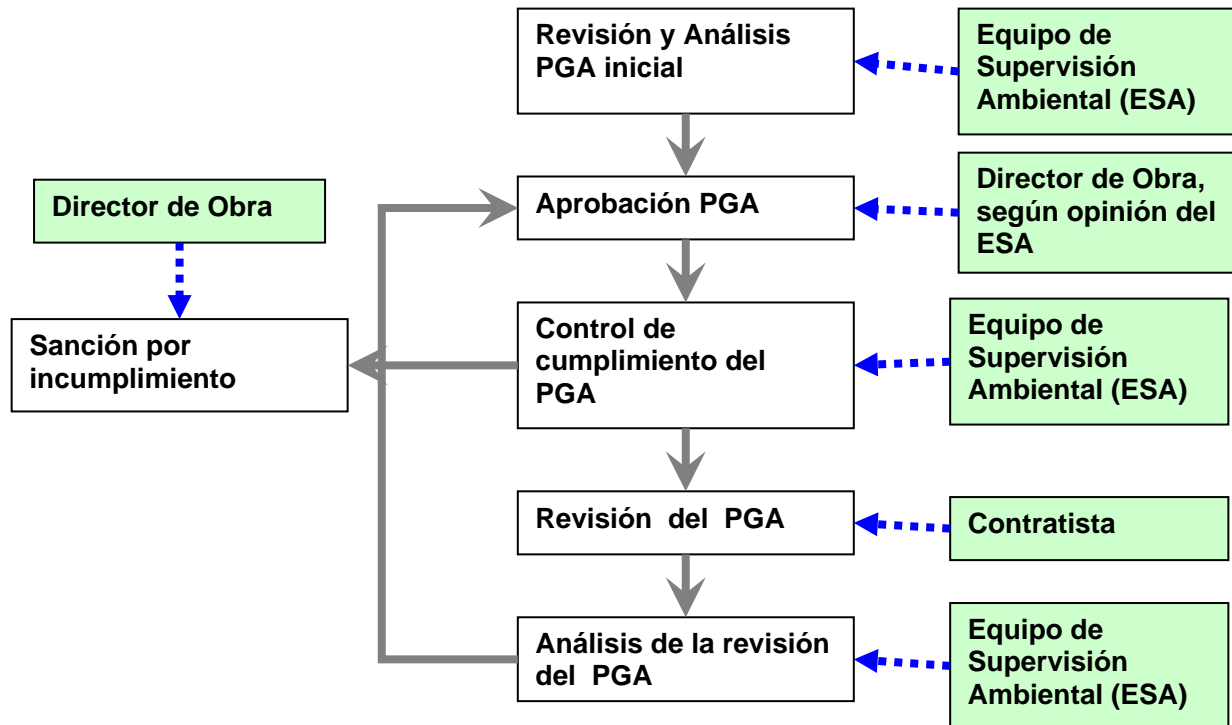 Revisión y Análisis
PGA inicial
Equipo de
Supervisión
Ambiental (ESA)
Director de Obra
Aprobación PGA
Director de Obra,
según opinión del
ESA
Sanción por
incumplimiento
Control de
cumplimiento del
PGA
Equipo de
Supervisión
Ambiental (ESA)
Revisión del PGA
Contratista
Análisis de la revisión
del PGA
Equipo de
Supervisión
Ambiental (ESA)